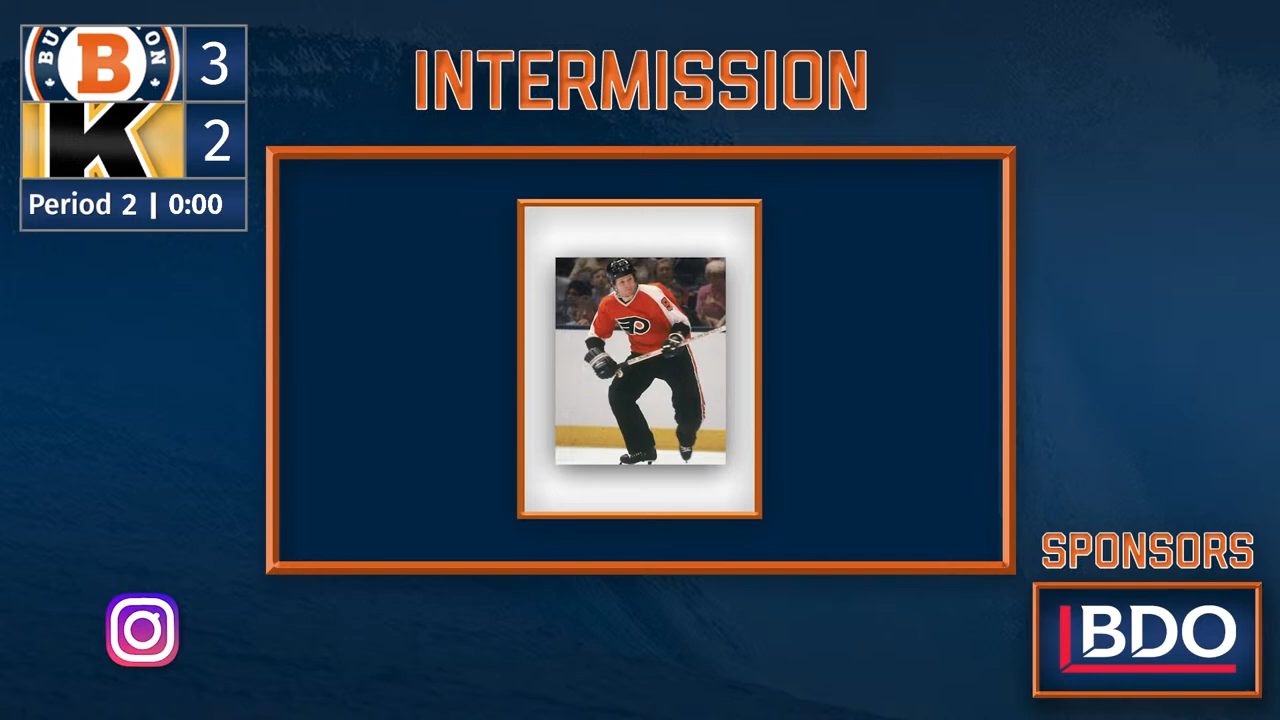 B
3
INTERMISSION
K
2
Period 2 | 0:00
SPONSORS
BDO